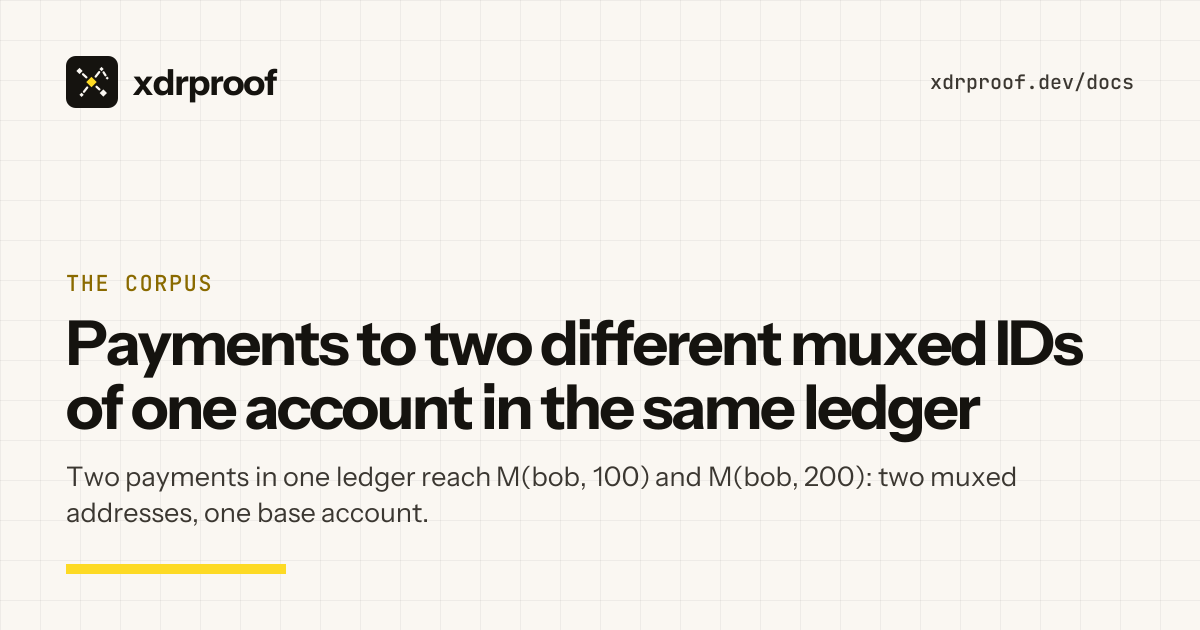 xdrproof
xdrproof.dev/docs
THE CORPUS
Payments to two different muxed IDs
of one account in the same ledger
Two payments in one ledger reach M(bob, 100) and M(bob, 200): two muxed
addresses, one base account.